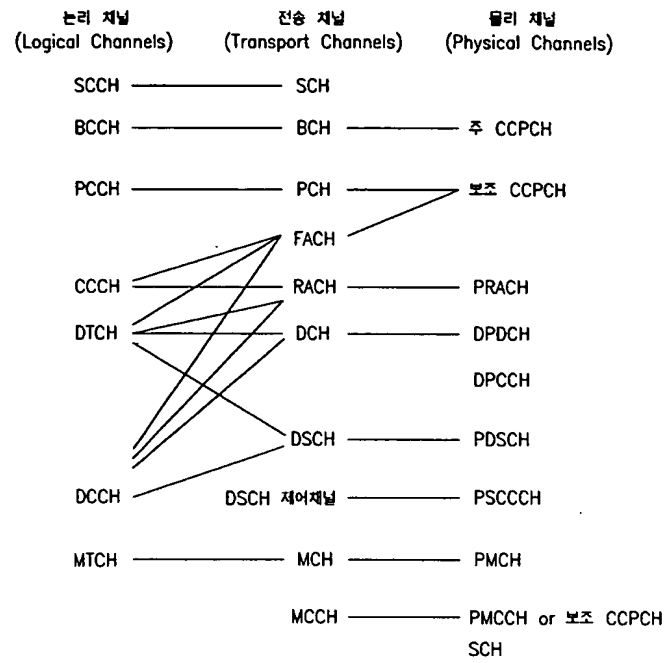 논리 채널 전송 채널 물리 채널
(Logical Channels) (Transport Channels) (Physical Channels)
SCCH SCH
BCCH BCH 주 CCPCH
PCCH PCH 보조 CCPCH
FACH
CCCH RACH PRACH
DTCH DCH DPDCH
DPCCH
DSCH PDSCH
DCCH DSCH 제어채널 PSCCCH
MTCH MCH PMCH
MCCH PMCCH or 보조 CCPCH
SCH